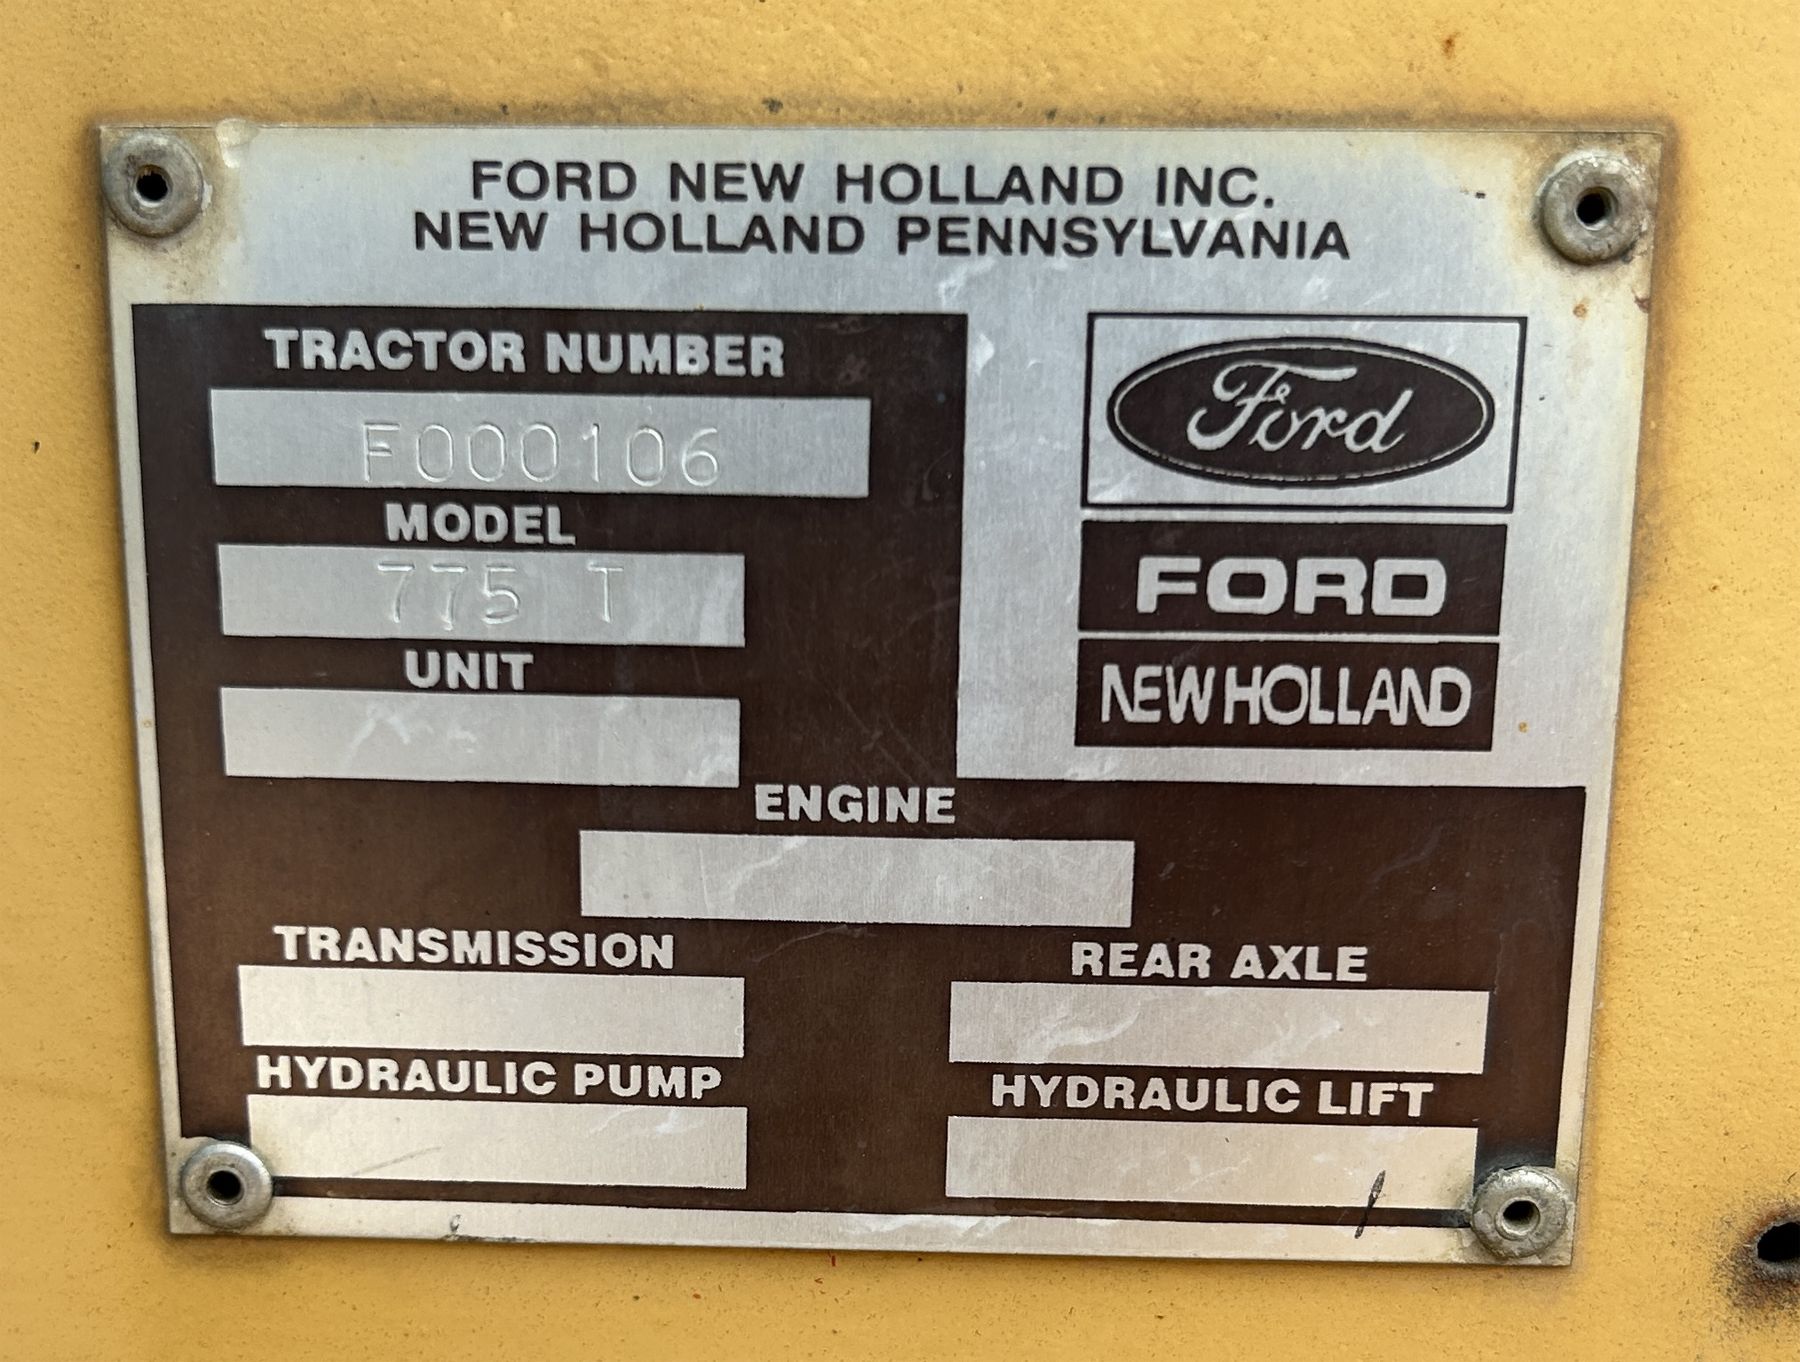 FORD NEW HOLLAND INC.
NEW HOLLAND PENNSYLVANIA
TRACTOR NUMBER
F000106
MODEL
775 T
UNIT
Ford
FORD
NEW HOLLAND
ENGINE
TRANSMISSION
REAR AXLE
HYDRAULIC PUMP
HYDRAULIC LIFT